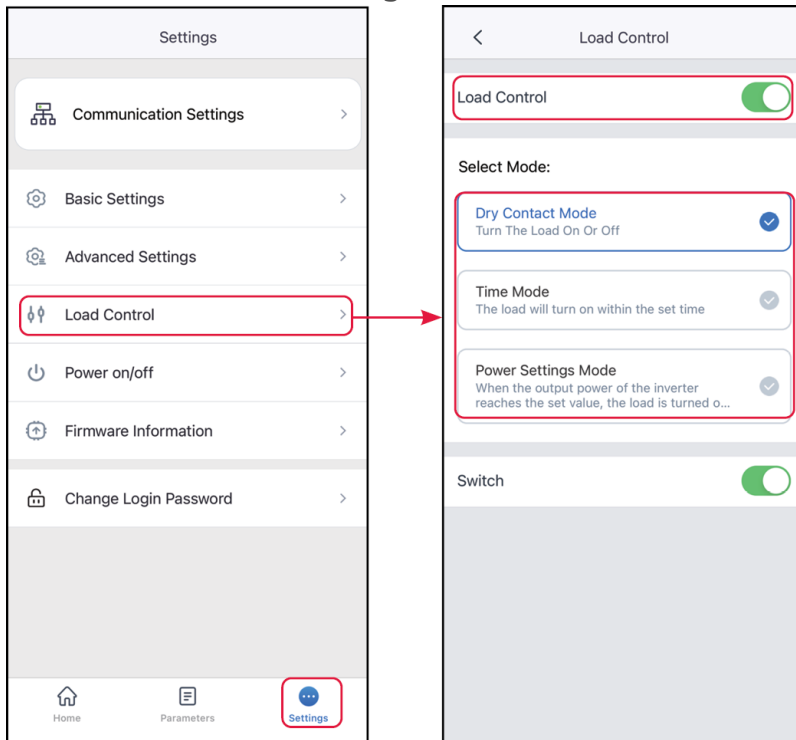 Settings
Communication Settings
Basic Settings
Advanced Settings
Load Control
Power on/off
Firmware Information
Change Login Password
Home
Parameters
Settings
Load Control
Load Control
Select Mode:
Dry Contact Mode
Turn The Load On Or Off
Time Mode
The load will turn on within the set time
Power Settings Mode
When the output power of the inverter
reaches the set value, the load is turned o...
Switch